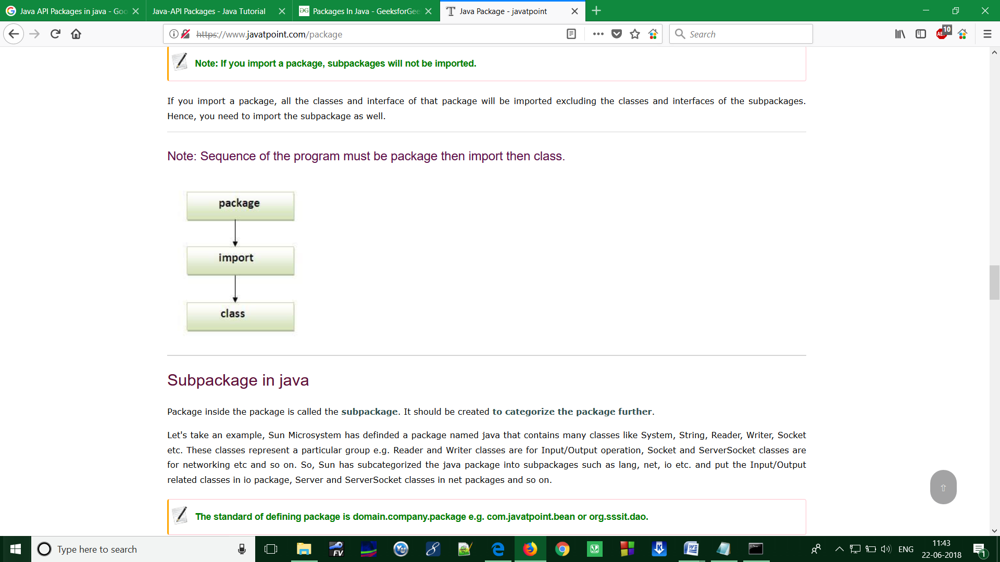 Java API Packages in java - Goo
Java-API Packages - Java Tutorial
Packages In Java - GeeksforGee
Java Package - javatpoint
https://www.javatpoint.com/package
Search
ABP
10
Note: If you import a package, subpackages will not be imported.
If you import a package, all the classes and interface of that package will be imported excluding the classes and interfaces of the subpackages.
Hence, you need to import the subpackage as well.
Note: Sequence of the program must be package then import then class.
package
import
class
Subpackage in java
Package inside the package is called the subpackage. It should be created to categorize the package further.
Let's take an example, Sun Microsystem has definded a package named java that contains many classes like System, String, Reader, Writer, Socket
etc. These classes represent a particular group e.g. Reader and Writer classes are for Input/Output operation, Socket and ServerSocket classes are
for networking etc and so on. So, Sun has subcategorized the java package into subpackages such as lang, net, io etc. and put the Input/Output
related classes in io package, Server and ServerSocket classes in net packages and so on.
The standard of defining package is domain.company.package e.g. com.javatpoint.bean or org.sssit.dao.
Type here to search
FV
ENG
11:43
22-06-2018
1